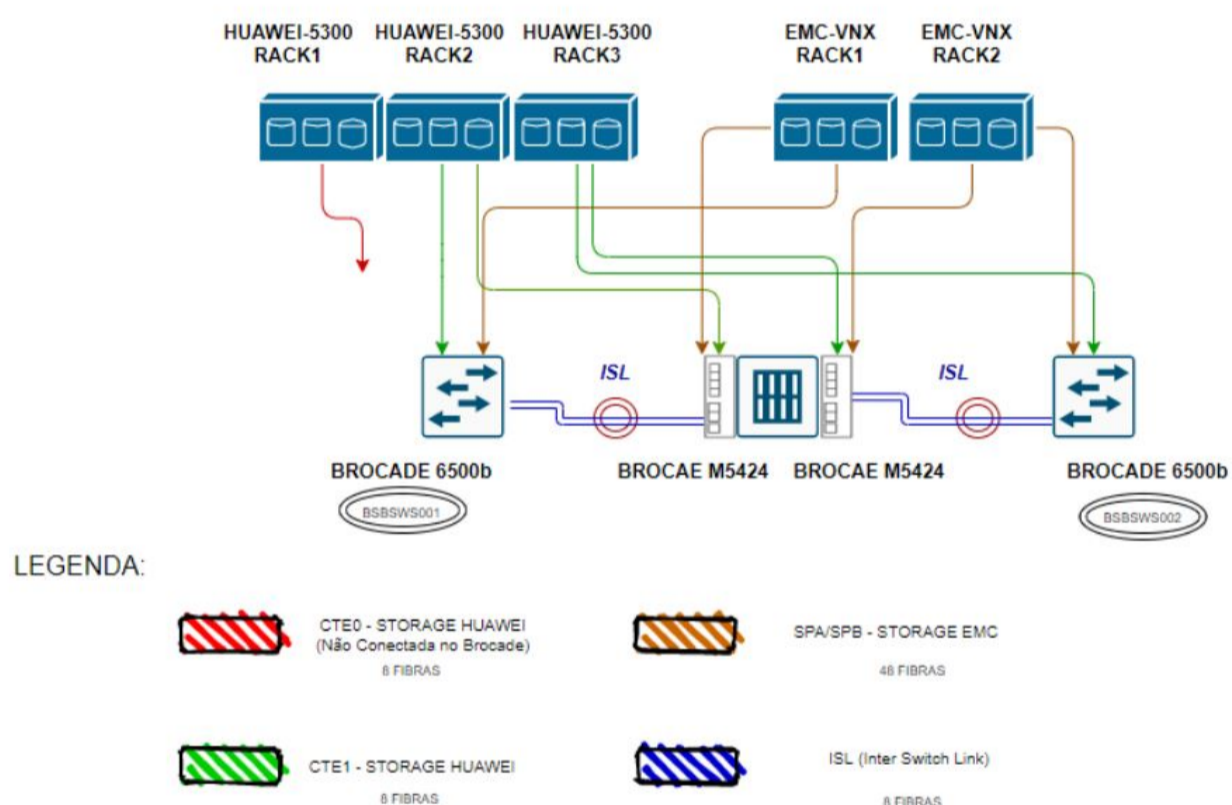 HUAWEI-5300
RACK1
HUAWEI-5300
RACK2
HUAWEI-5300
RACK3
EMC-VNX
RACK1
EMC-VNX
RACK2
ISL
ISL
BROCADE 6500b
BROCAE M5424
BROCAE M5424
BROCADE 6500b
BSBSWS001
BSBSWS002
LEGENDA:
CTE0 - STORAGE HUAWEI
(Não Conectada no Brocade)
8 FIBRAS
SPA/SPB - STORAGE EMC
48 FIBRAS
CTE1 - STORAGE HUAWEI
8 FIBRAS
ISL (Inter Switch Link)
8 FIBRAS